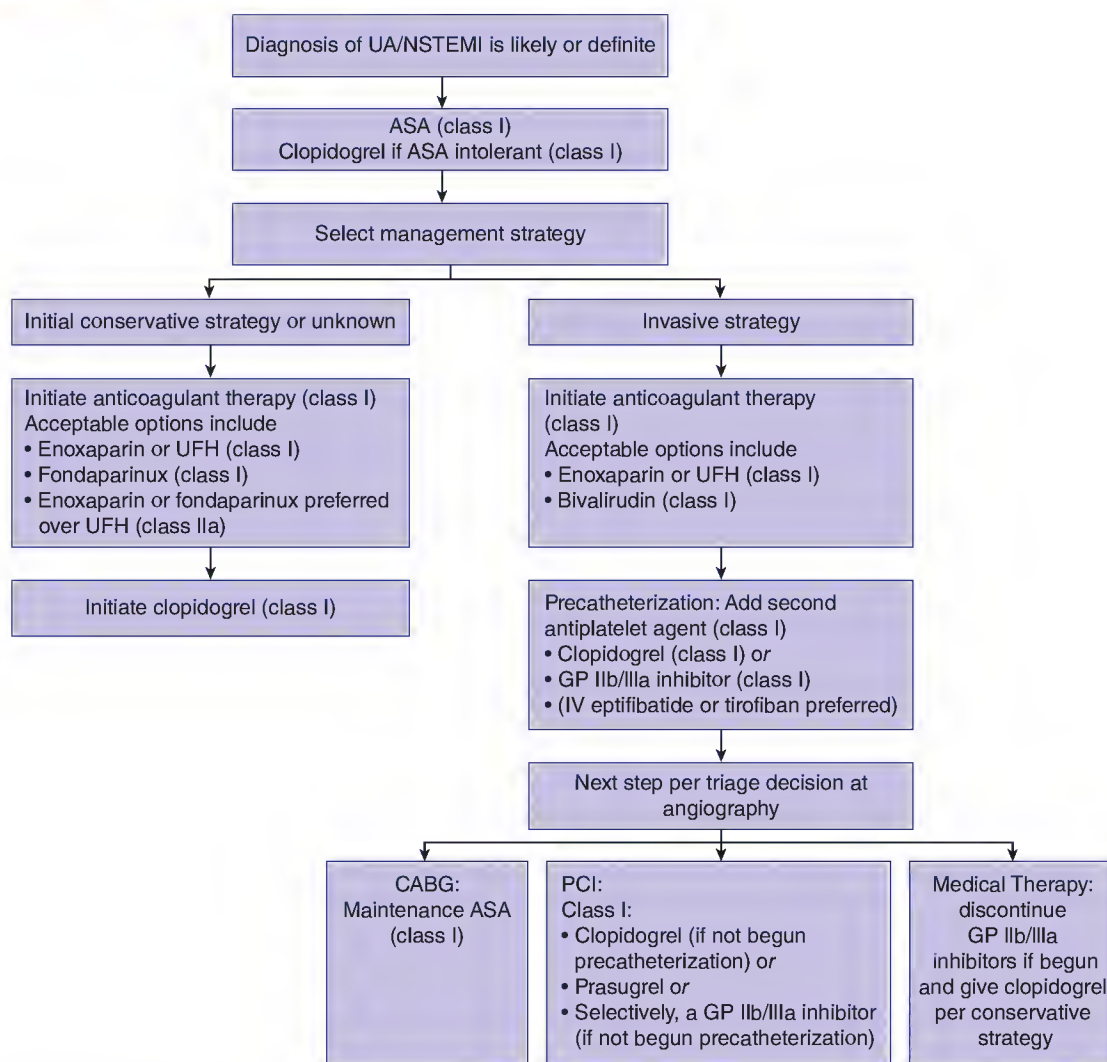 Diagnosis of UA/NSTEMI is likely or definite
ASA (class I)
Clopidogrel if ASA intolerant (class I)
Select management strategy
Initial conservative strategy or unknown
Invasive strategy
Initiate anticoagulant therapy (class I)
Acceptable options include
• Enoxaparin or UFH (class I)
• Fondaparinux (class I)
• Enoxaparin or fondaparinux preferred
over UFH (class IIa)
Initiate anticoagulant therapy
(class I)
Acceptable options include
• Enoxaparin or UFH (class I)
• Bivalirudin (class I)
Initiate clopidogrel (class I)
Precatheterization: Add second
antiplatelet agent (class I)
• Clopidogrel (class I) or
• GP IIb/IIIa inhibitor (class I)
• (IV eptifibatide or tirofiban preferred)
Next step per triage decision at
angiography
CABG:
Maintenance ASA
(class I)
PCI:
Class I:
• Clopidogrel (if not begun
precatheterization) or
• Prasugrel or
• Selectively, a GP IIb/IIIa inhibitor
(if not begun precatheterization)
Medical Therapy:
discontinue
GP IIb/IIIa
inhibitors if begun
and give clopidogrel
per conservative
strategy